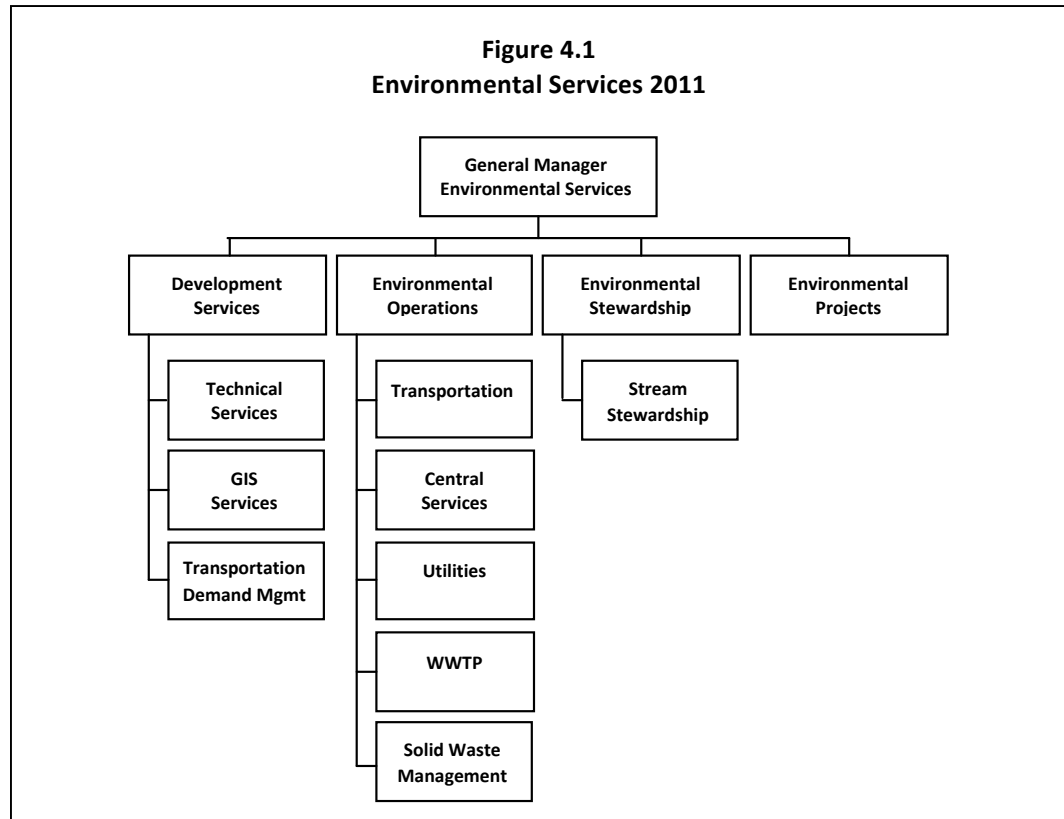 Figure 4.1
Environmental Services 2011
General Manager
Environmental Services
Development
Services
Environmental
Operations
Environmental
Stewardship
Environmental
Projects
Technical
Services
GIS
Services
Transportation
Demand Mgmt
Transportation
Central
Services
Utilities
WWTP
Solid Waste
Management
Stream
Stewardship